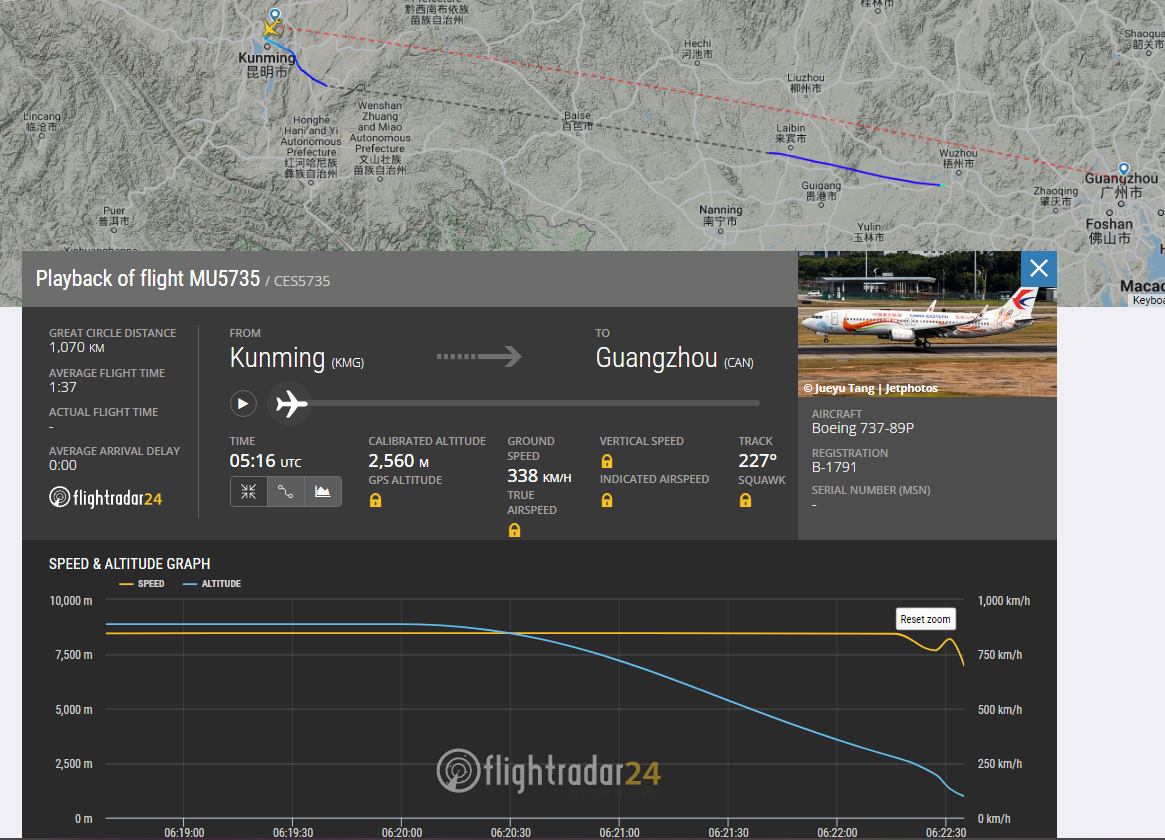 黔西南布依族
苗族自治州
桂林市
Kunming
昆明市
Hechi
河池市
Shaogua
韶关市
Liuzhou
柳州市
Lincang
临沧市
Wenshan
Zhuang
and Miao
Autonomous
Prefecture
文山壮族
苗族自治州
Honghe
Hani and Yi
Autonomous
Prefecture
红河哈尼族
彝族自治州
Baise
百色市
Laibin
来宾市
Wuzhou
梧州市
Guigang
贵港市
Guangzhou
广州市
Zhaoqing
肇庆市
Puer
普洱市
Nanning
南宁市
Yulin
玉林市
Foshan
佛山市
Xishuangbanna
Macao
Keyboa
Playback of flight MU5735 / CES5735
GREAT CIRCLE DISTANCE
1,070 KM
AVERAGE FLIGHT TIME
1:37
ACTUAL FLIGHT TIME
-
AVERAGE ARRIVAL DELAY
0:00
flightradar24
FROM
Kunming (KMG)
TO
Guangzhou (CAN)
TIME
05:16 UTC
CALIBRATED ALTITUDE
2,560 M
GPS ALTITUDE
GROUND
SPEED
338 KM/H
TRUE
AIRSPEED
VERTICAL SPEED
INDICATED AIRSPEED
TRACK
227°
SQUAWK
CHINA EASTERN
© Jueyu Tang | Jetphotos
AIRCRAFT
Boeing 737-89P
REGISTRATION
B-1791
SERIAL NUMBER (MSN)
-
SPEED & ALTITUDE GRAPH
SPEED ALTITUDE
10,000 m
7,500 m
5,000 m
2,500 m
0 m
Reset zoom
1,000 km/h
750 km/h
500 km/h
250 km/h
0 km/h
flightradar24
06:19:00 06:19:30 06:20:00 06:20:30 06:21:00 06:21:30 06:22:00 06:22:30